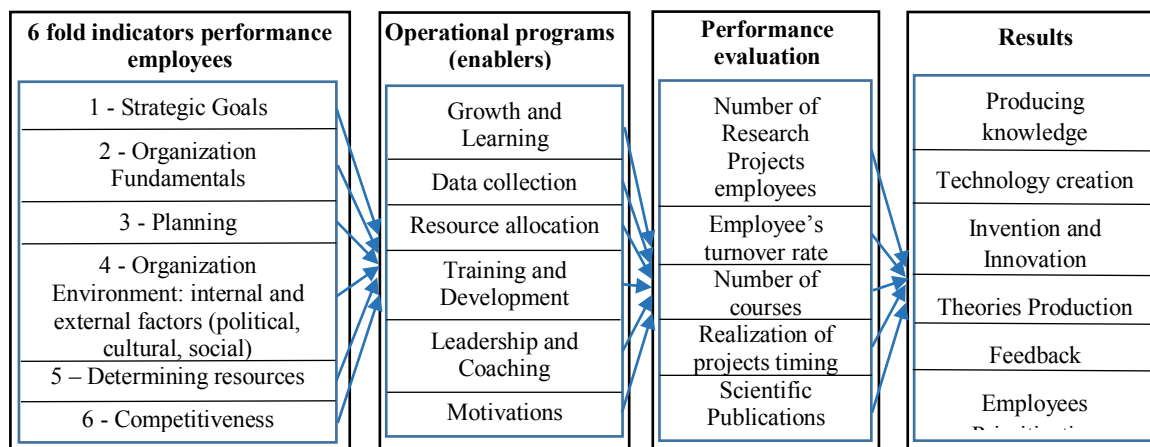 6 fold indicators performance
employees
1 - Strategic Goals
2 - Organization
Fundamentals
3 - Planning
4 - Organization
Environment: internal and
external factors (political,
cultural, social)
5 – Determining resources
6 - Competitiveness
Operational programs
(enablers)
Growth and
Learning
Data collection
Resource allocation
Training and
Development
Leadership and
Coaching
Motivations
Performance
evaluation
Number of
Research
Projects
employees
Employee’s
turnover rate
Number of
courses
Realization of
projects timing
Scientific
Publications
Results
Producing
knowledge
Technology creation
Invention and
Innovation
Theories Production
Feedback
Employees